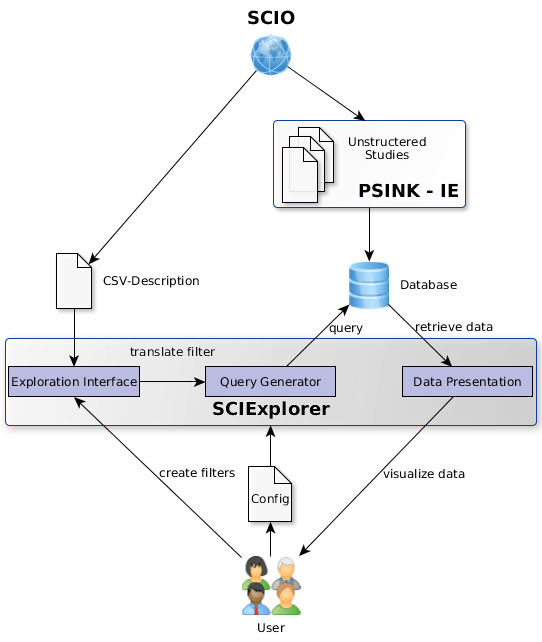 SCIO
Unstructered
Studies
PSINK - IE
CSV-Description
Database
query
retrieve data
translate filter
Exploration Interface
Query Generator
Data Presentation
SCIExplorer
create filters
visualize data
Config
User